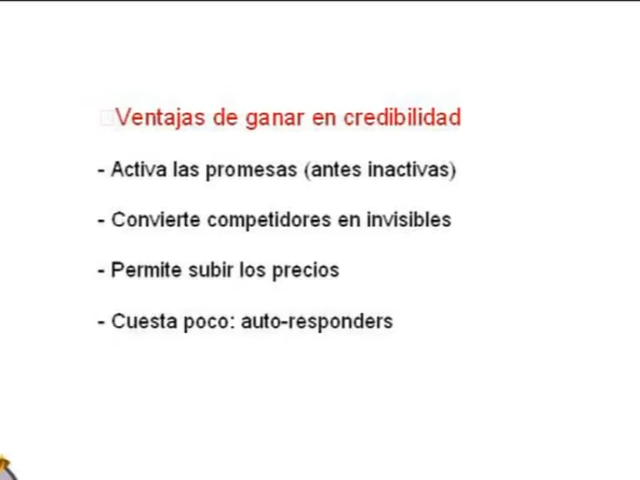 Ventajas de ganar en credibilidad
- Activa las promesas (antes inactivas)
- Convierte competidores en invisibles
- Permite subir los precios
- Cuesta poco: auto-responders